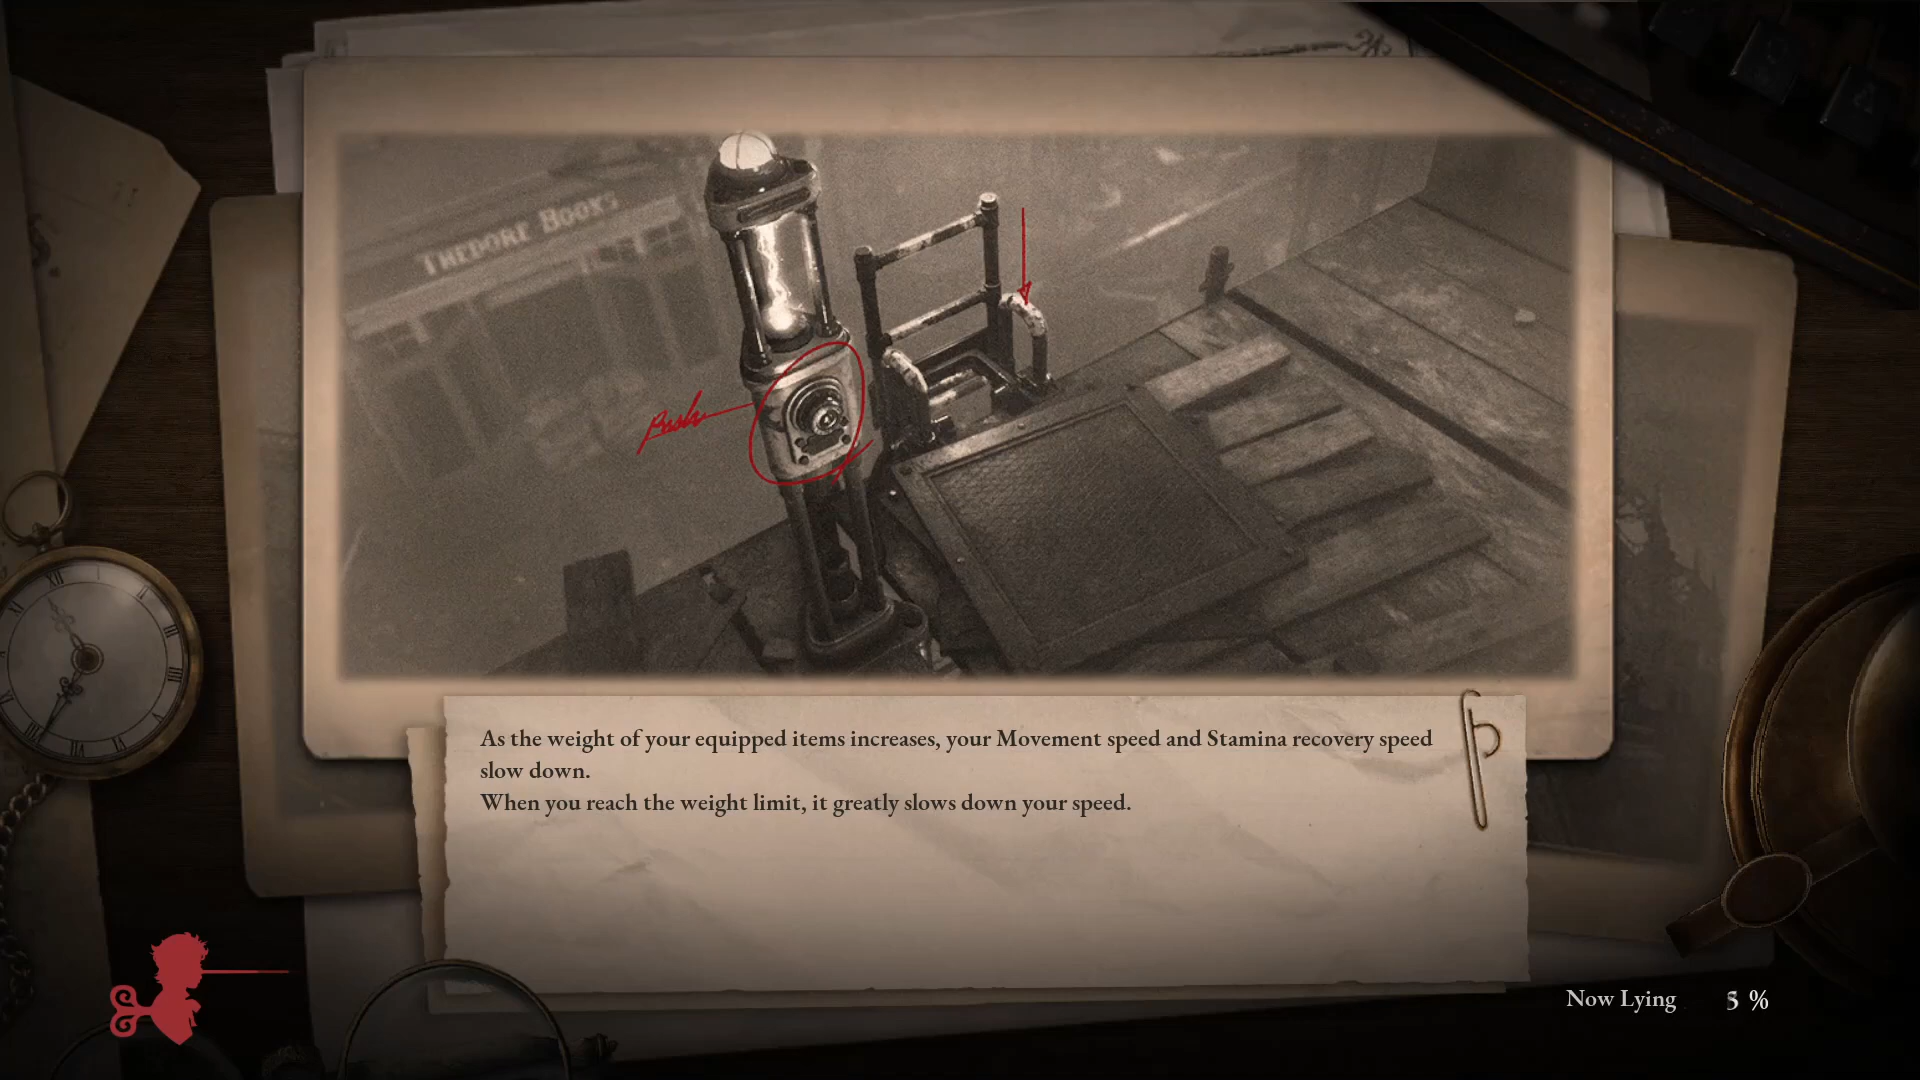 THEDORE BOOKS
Push
As the weight of your equipped items increases, your Movement speed and Stamina recovery speed
slow down.
When you reach the weight limit, it greatly slows down your speed.
Now Lying 5 %